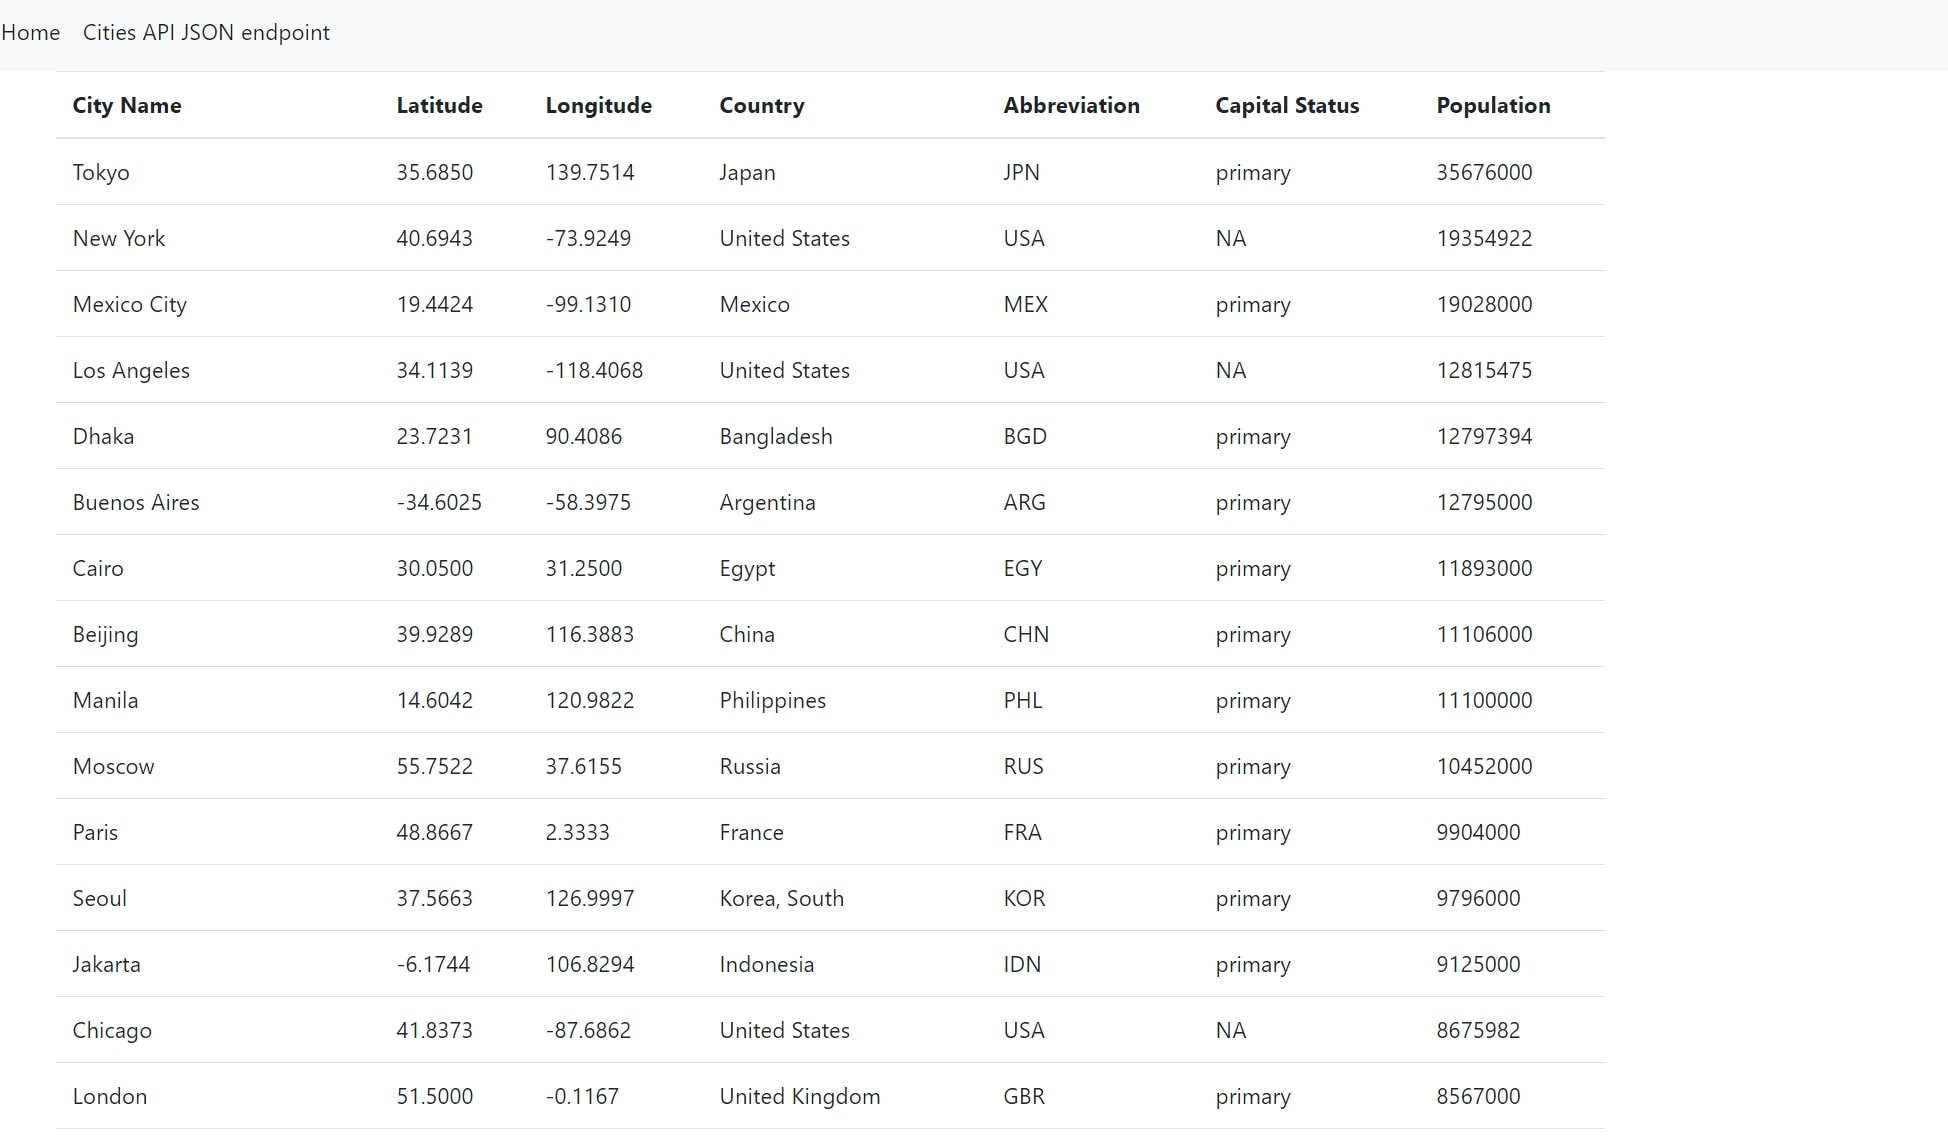 Home Cities API JSON endpoint
City Name Latitude Longitude Country Abbreviation Capital Status Population
Tokyo 35.6850 139.7514 Japan JPN primary 35676000
New York 40.6943 -73.9249 United States USA NA 19354922
Mexico City 19.4424 -99.1310 Mexico MEX primary 19028000
Los Angeles 34.1139 -118.4068 United States USA NA 12815475
Dhaka 23.7231 90.4086 Bangladesh BGD primary 12797394
Buenos Aires -34.6025 -58.3975 Argentina ARG primary 12795000
Cairo 30.0500 31.2500 Egypt EGY primary 11893000
Beijing 39.9289 116.3883 China CHN primary 11106000
Manila 14.6042 120.9822 Philippines PHL primary 11100000
Moscow 55.7522 37.6155 Russia RUS primary 10452000
Paris 48.8667 2.3333 France FRA primary 9904000
Seoul 37.5663 126.9997 Korea, South KOR primary 9796000
Jakarta -6.1744 106.8294 Indonesia IDN primary 9125000
Chicago 41.8373 -87.6862 United States USA NA 8675982
London 51.5000 -0.1167 United Kingdom GBR primary 8567000